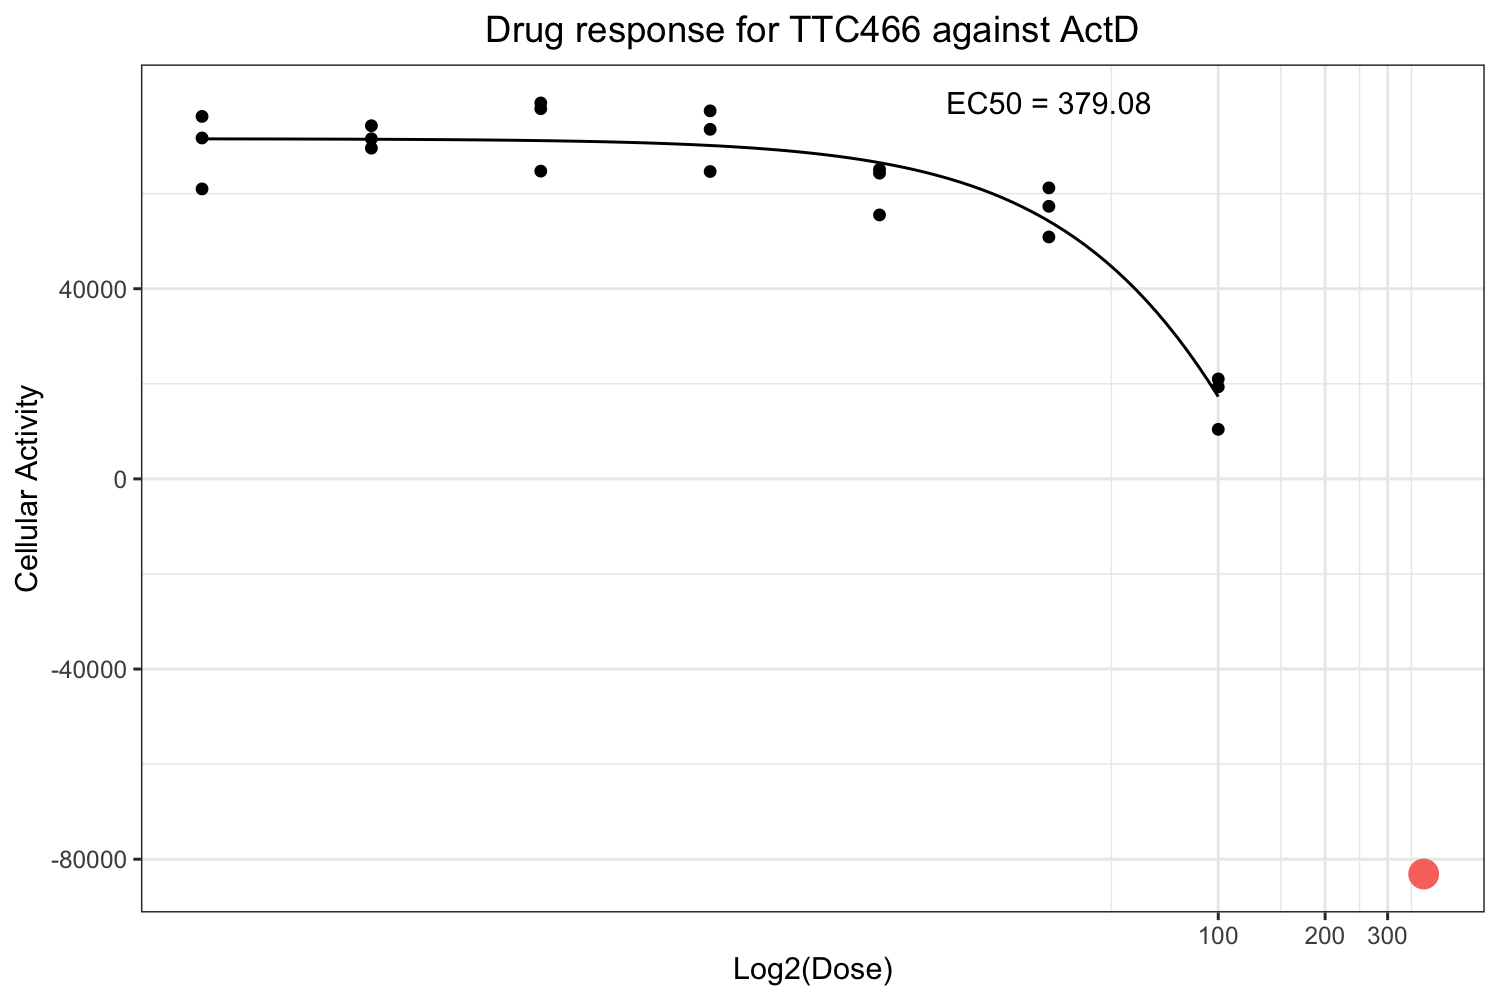 Drug response for TTC466 against ActD
EC50 = 379.08
Cellular Activity
40000
0
-40000
-80000
100 200 300
Log2(Dose)